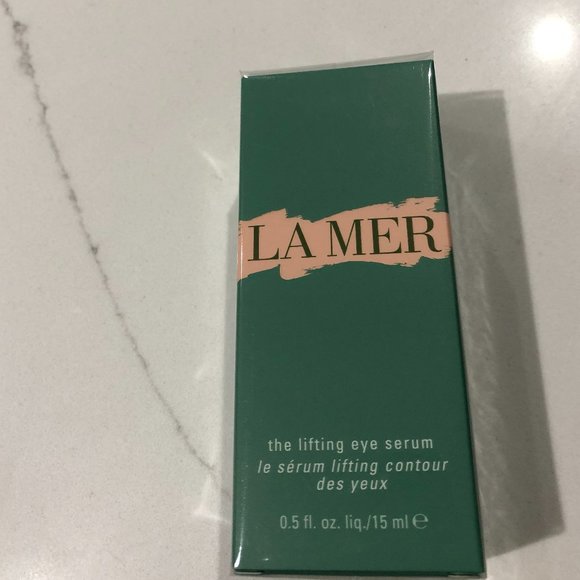 LA MER
the lifting eye serum
le sérum lifting contour
des yeux
0.5 fl. oz. liq./15 ml ℮